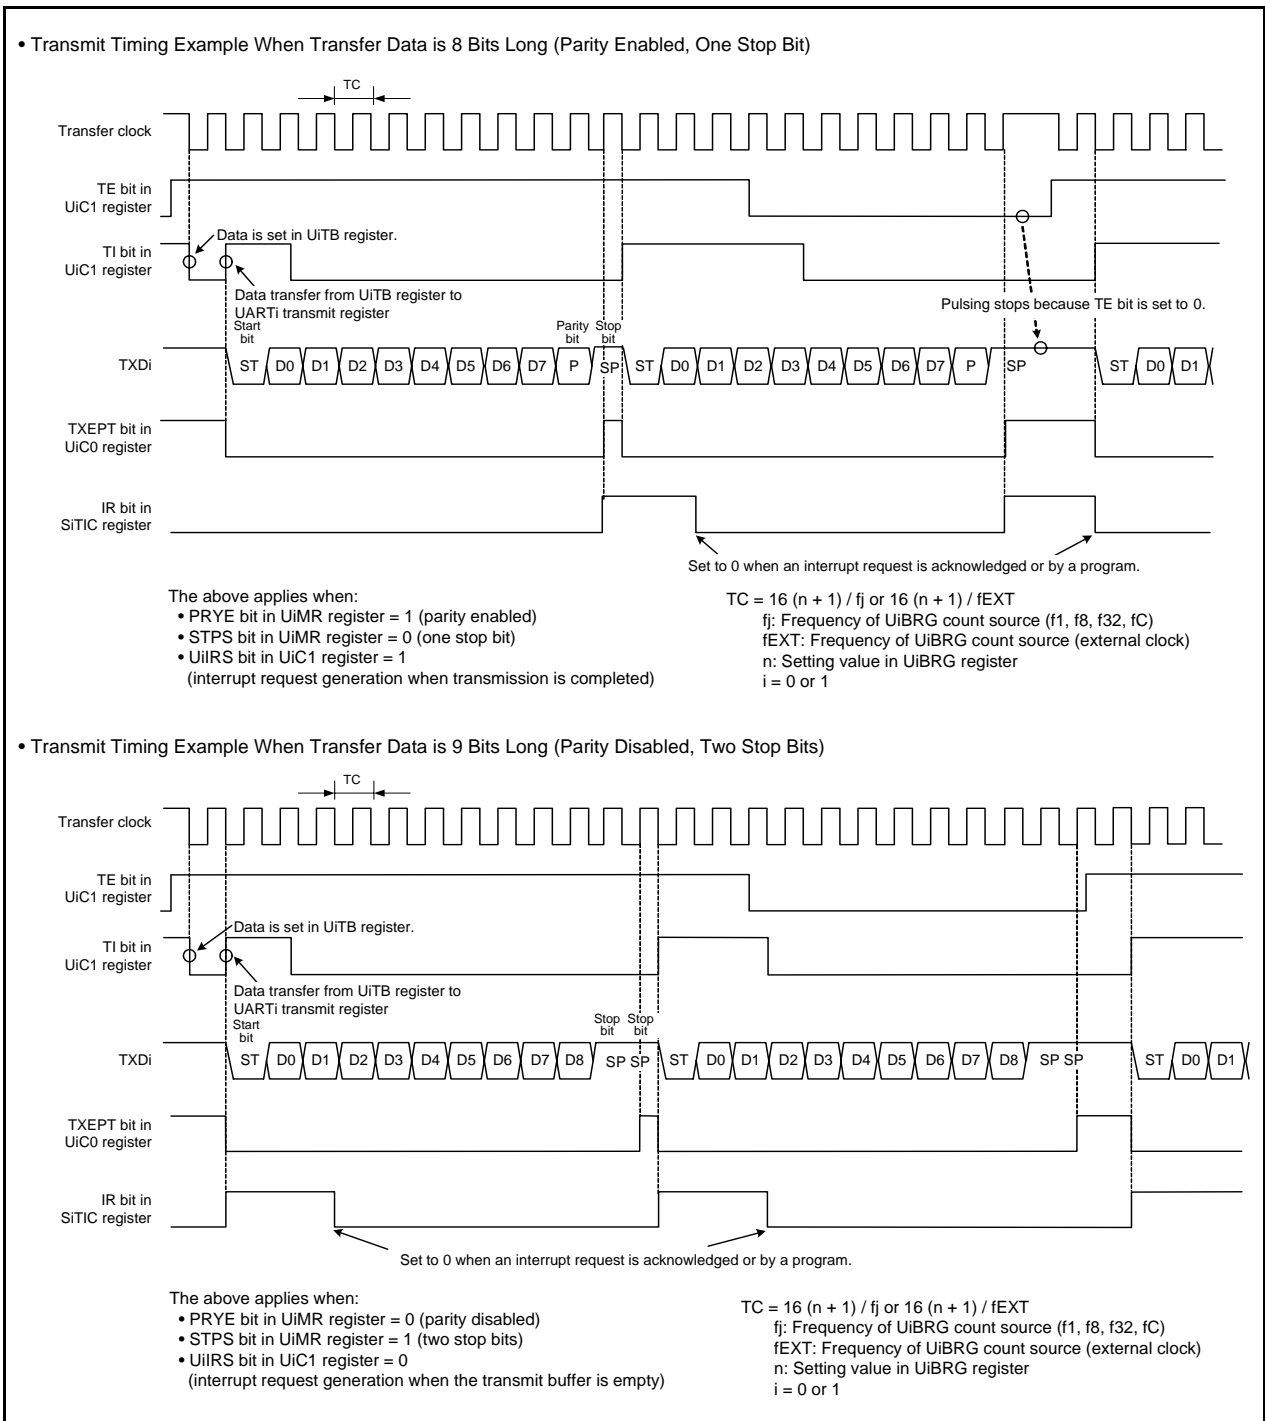 • Transmit Timing Example When Transfer Data is 8 Bits Long (Parity Enabled, One Stop Bit)
TC
Transfer clock
TE bit in
UiC1 register
Data is set in UiTB register.
TI bit in
UiC1 register
Data transfer from UiTB register to
UARTi transmit register
Pulsing stops because TE bit is set to 0.
Start
bit
Parity
bit
Stop
bit
TXDi
ST D0 D1 D2 D3 D4 D5 D6 D7 P SP ST D0 D1 D2 D3 D4 D5 D6 D7 P SP ST D0 D1
TXEPT bit in
UiC0 register
IR bit in
SiTIC register
Set to 0 when an interrupt request is acknowledged or by a program.
The above applies when:
• PRYE bit in UiMR register = 1 (parity enabled)
• STPS bit in UiMR register = 0 (one stop bit)
• UiIRS bit in UiC1 register = 1
(interrupt request generation when transmission is completed)
TC = 16 (n + 1) / fj or 16 (n + 1) / fEXT
fj: Frequency of UiBRG count source (f1, f8, f32, fC)
fEXT: Frequency of UiBRG count source (external clock)
n: Setting value in UiBRG register
i = 0 or 1
• Transmit Timing Example When Transfer Data is 9 Bits Long (Parity Disabled, Two Stop Bits)
TC
Transfer clock
TE bit in
UiC1 register
Data is set in UiTB register.
TI bit in
UiC1 register
Data transfer from UiTB register to
UARTi transmit register
Start
bit
Stop
bit
Stop
bit
TXDi
ST D0 D1 D2 D3 D4 D5 D6 D7 D8 SP SP ST D0 D1 D2 D3 D4 D5 D6 D7 D8 SP SP ST D0 D1
TXEPT bit in
UiC0 register
IR bit in
SiTIC register
Set to 0 when an interrupt request is acknowledged or by a program.
The above applies when:
• PRYE bit in UiMR register = 0 (parity disabled)
• STPS bit in UiMR register = 1 (two stop bits)
• UiIRS bit in UiC1 register = 0
(interrupt request generation when the transmit buffer is empty)
TC = 16 (n + 1) / fj or 16 (n + 1) / fEXT
fj: Frequency of UiBRG count source (f1, f8, f32, fC)
fEXT: Frequency of UiBRG count source (external clock)
n: Setting value in UiBRG register
i = 0 or 1